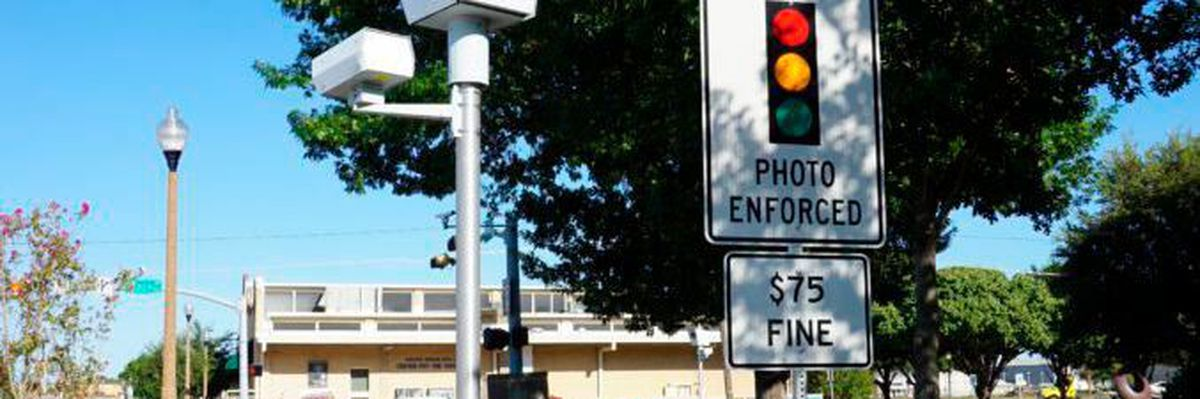 PHOTO
ENFORCED
$75
FINE